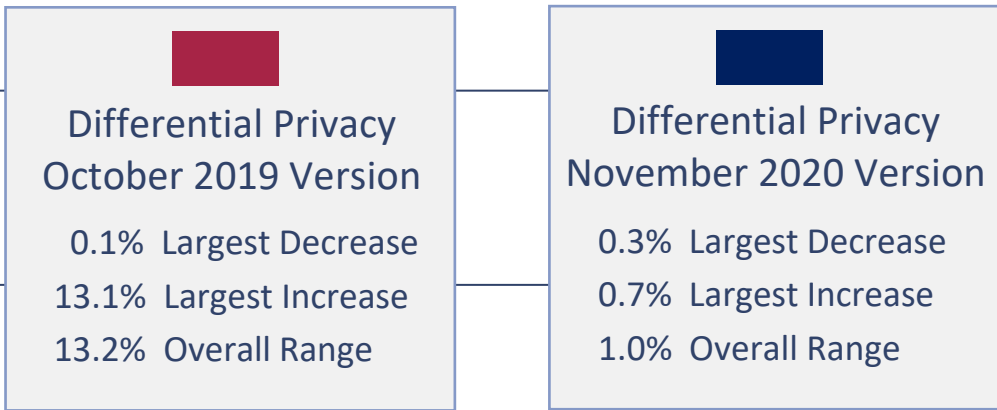 Differential Privacy
October 2019 Version
0.1% Largest Decrease
13.1% Largest Increase
13.2% Overall Range
Differential Privacy
November 2020 Version
0.3% Largest Decrease
0.7% Largest Increase
1.0% Overall Range